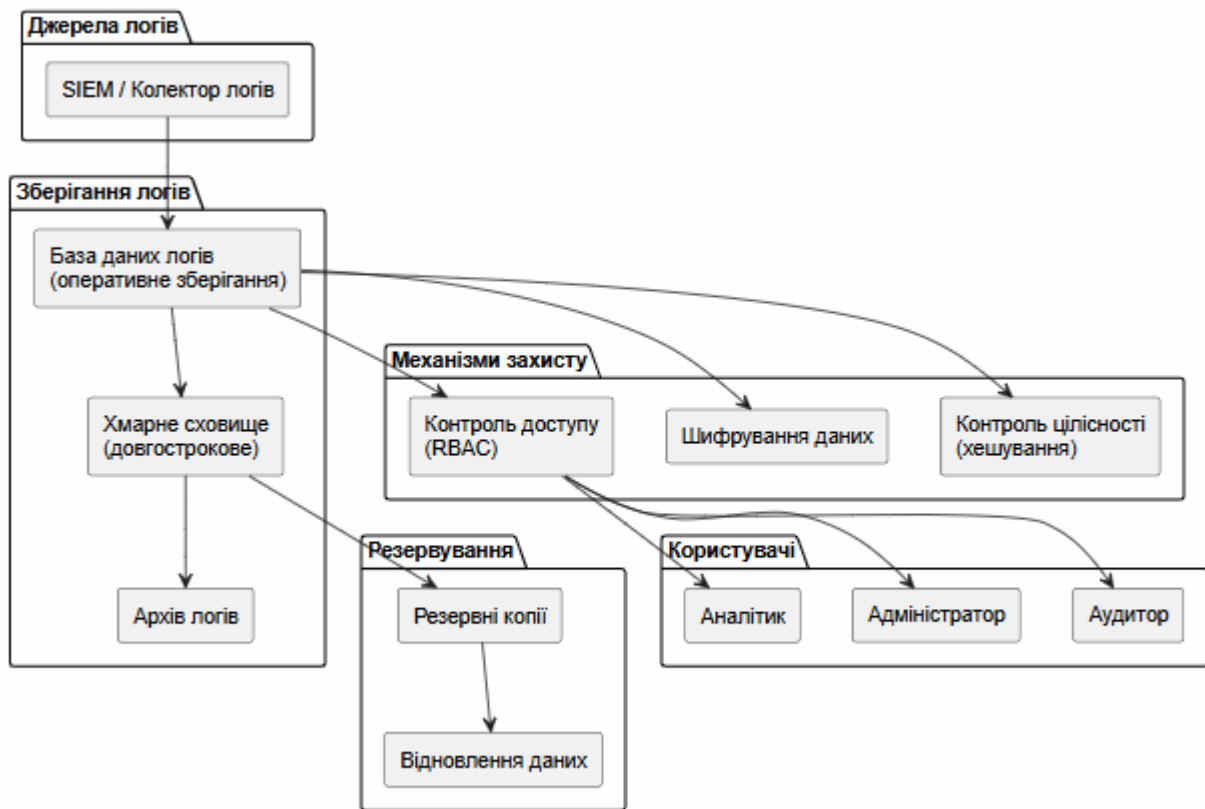 Джерела логів
SIEM / Колектор логів
Зберігання логів
База даних логів
(оперативне зберігання)
Механізми захисту
Хмарне сховище
(довгострокове)
Контроль доступу
(RBAC)
Шифрування даних
Контроль цілісності
(хешування)
Резервування
Користувачі
Архів логів
Резервні копії
Аналітик
Адміністратор
Аудитор
Відновлення даних